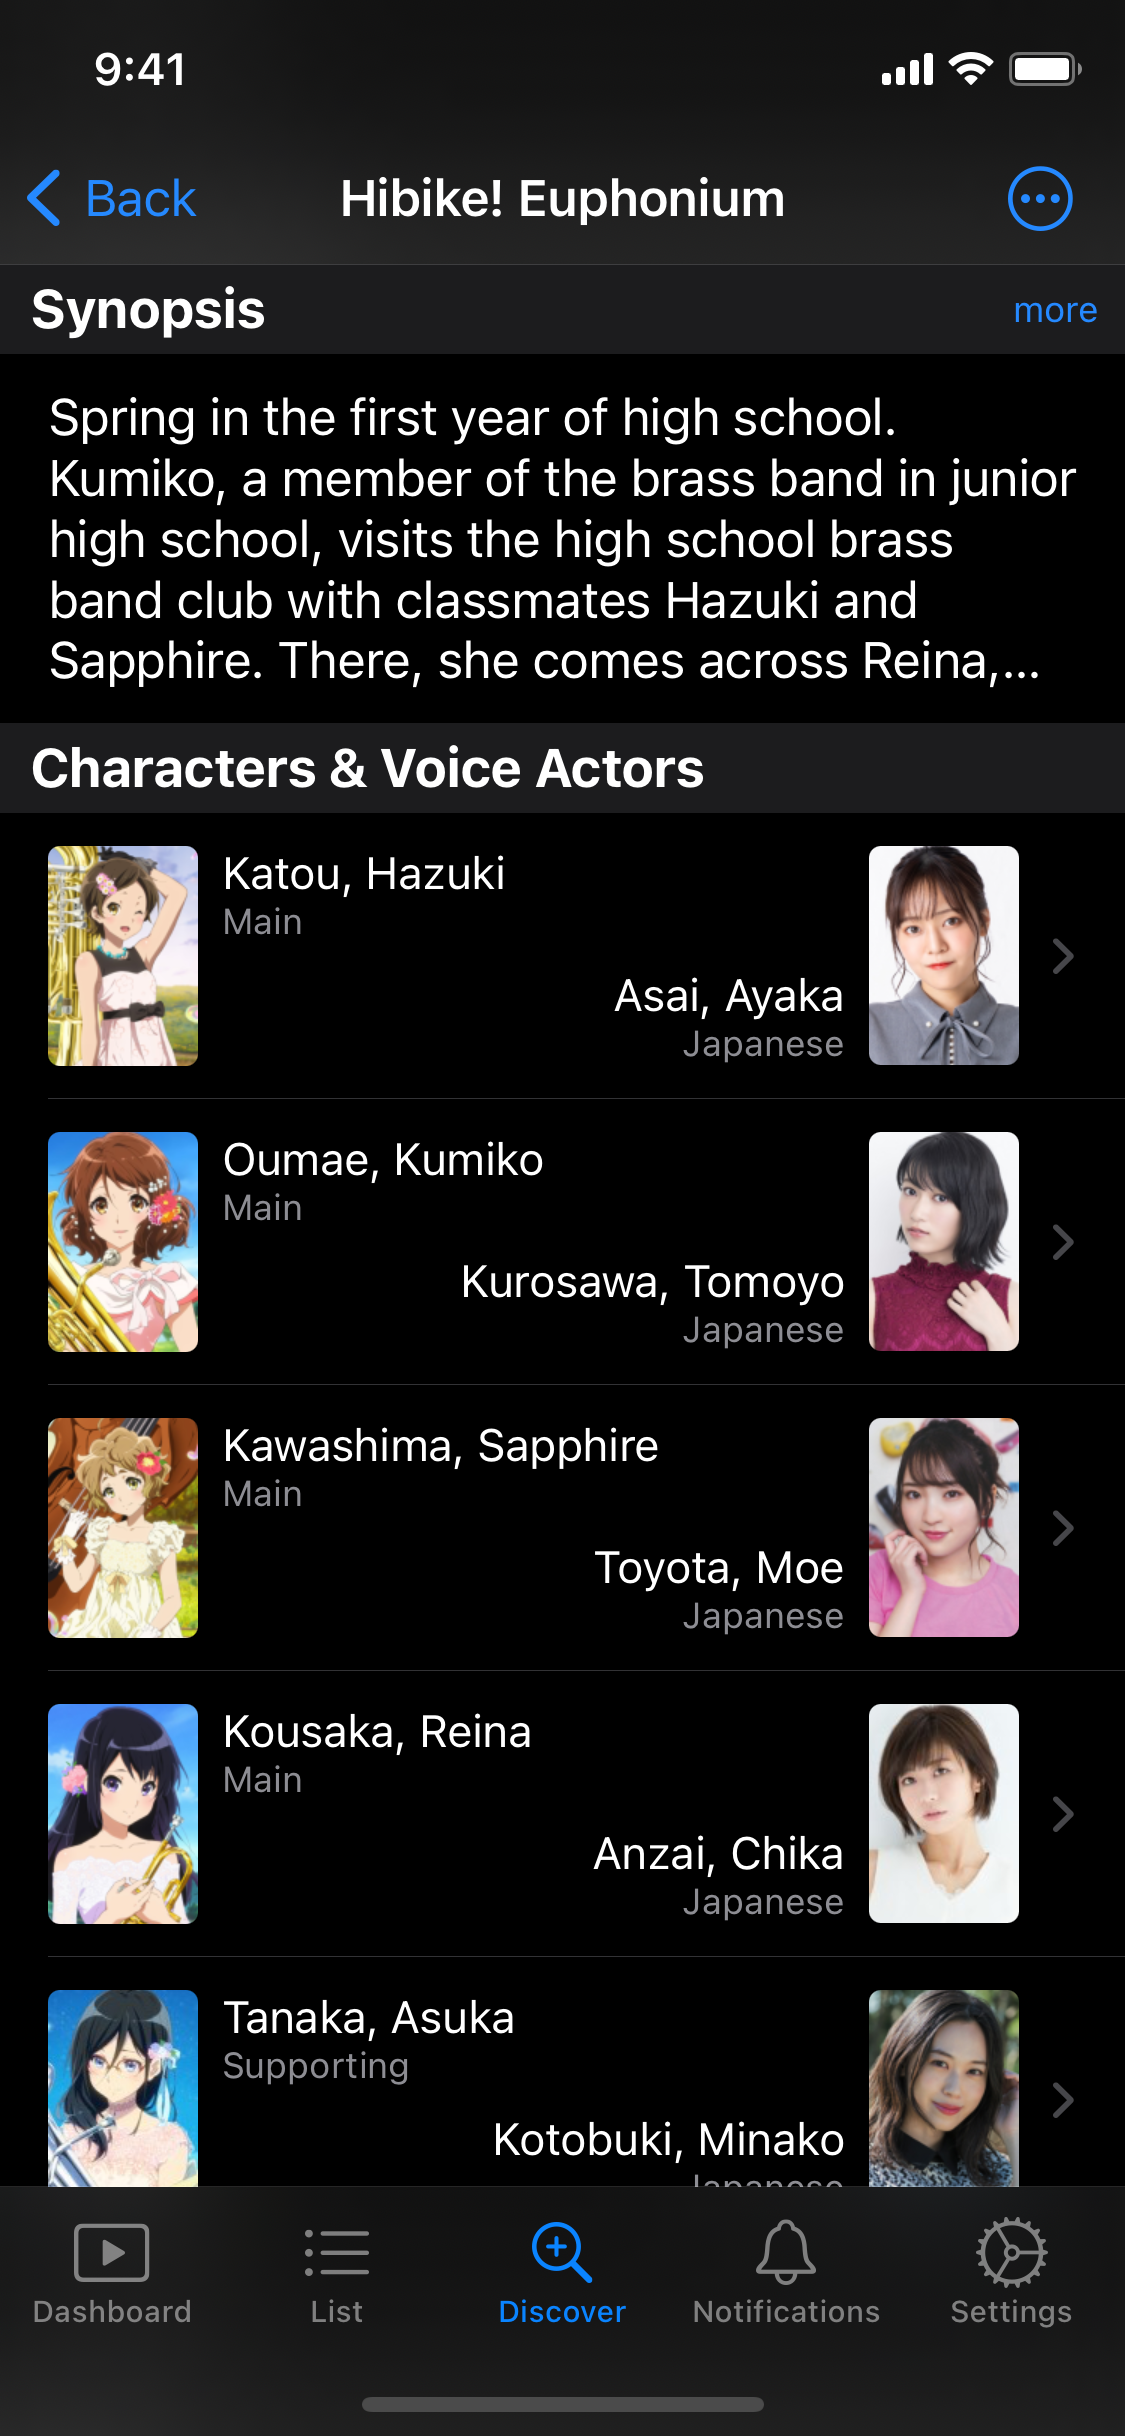 9:41
Back
Hibike! Euphonium
Synopsis
more
Spring in the first year of high school.
Kumiko, a member of the brass band in junior
high school, visits the high school brass
band club with classmates Hazuki and
Sapphire. There, she comes across Reina,...
Characters & Voice Actors
Katou, Hazuki
Main
Asai, Ayaka
Japanese
Oumae, Kumiko
Main
Kurosawa, Tomoyo
Japanese
Kawashima, Sapphire
Main
Toyota, Moe
Japanese
Kousaka, Reina
Main
Anzai, Chika
Japanese
Tanaka, Asuka
Supporting
Kotobuki, Minako
Japanese
Dashboard
List
Discover
Notifications
Settings